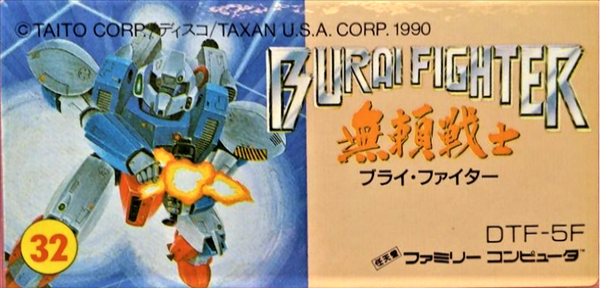 © TAITO CORP./ディスコ/TAXAN U.S.A. CORP. 1990
BURAI FIGHTER
無頼戦士
ブライ・ファイター
32
DTF-5F
任天堂 ファミリー コンピュータ